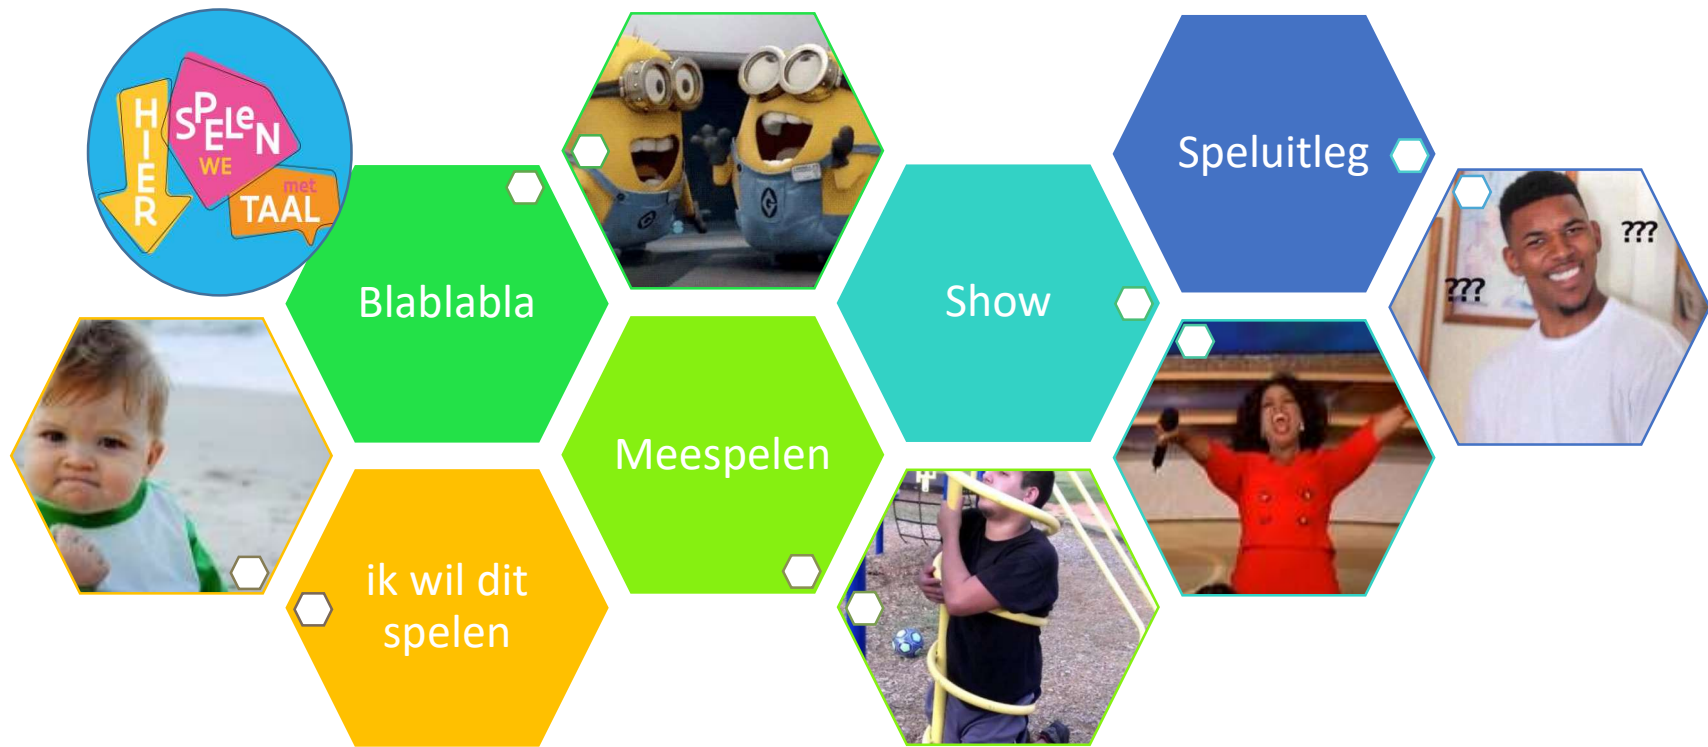 HIER
SPELeN
WE
met
TAAL
Blablabla
ik wil dit
spelen
Meespelen
Show
Speluitleg
???
???